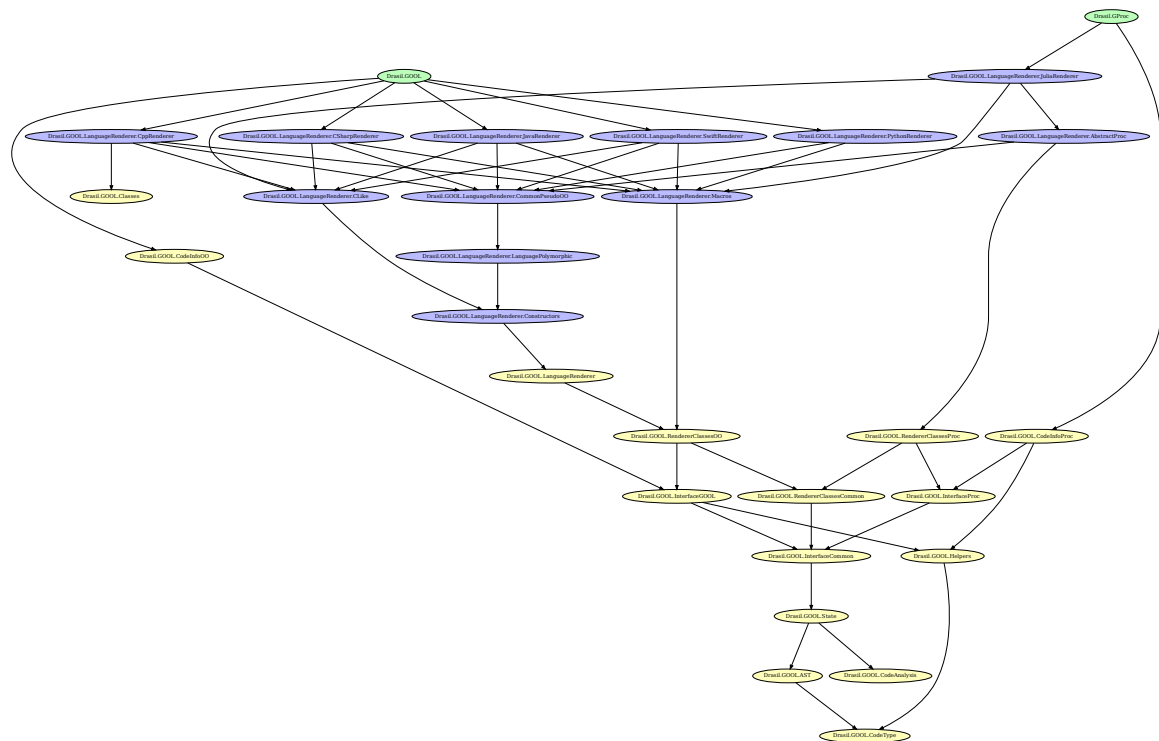 Drasil.GProc
Drasil.GOOL
Drasil.GOOL.LanguageRenderer.JuliaRenderer
Drasil.GOOL.LanguageRenderer.CppRenderer
Drasil.GOOL.LanguageRenderer.CSharpRenderer
Drasil.GOOL.LanguageRenderer.JavaRenderer
Drasil.GOOL.LanguageRenderer.SwiftRenderer
Drasil.GOOL.LanguageRenderer.PythonRenderer
Drasil.GOOL.LanguageRenderer.AbstractProc
Drasil.GOOL.Classes
Drasil.GOOL.LanguageRenderer.CLike
Drasil.GOOL.LanguageRenderer.CommonPseudoOO
Drasil.GOOL.LanguageRenderer.Macros
Drasil.GOOL.CodeInfoOO
Drasil.GOOL.LanguageRenderer.LanguagePolymorphic
Drasil.GOOL.LanguageRenderer.Constructors
Drasil.GOOL.LanguageRenderer
Drasil.GOOL.RendererClassesOO
Drasil.GOOL.RendererClassesProc
Drasil.GOOL.CodeInfoProc
Drasil.GOOL.InterfaceGOOL
Drasil.GOOL.RendererClassesCommon
Drasil.GOOL.InterfaceProc
Drasil.GOOL.InterfaceCommon
Drasil.GOOL.Helpers
Drasil.GOOL.State
Drasil.GOOL.AST
Drasil.GOOL.CodeAnalysis
Drasil.GOOL.CodeType